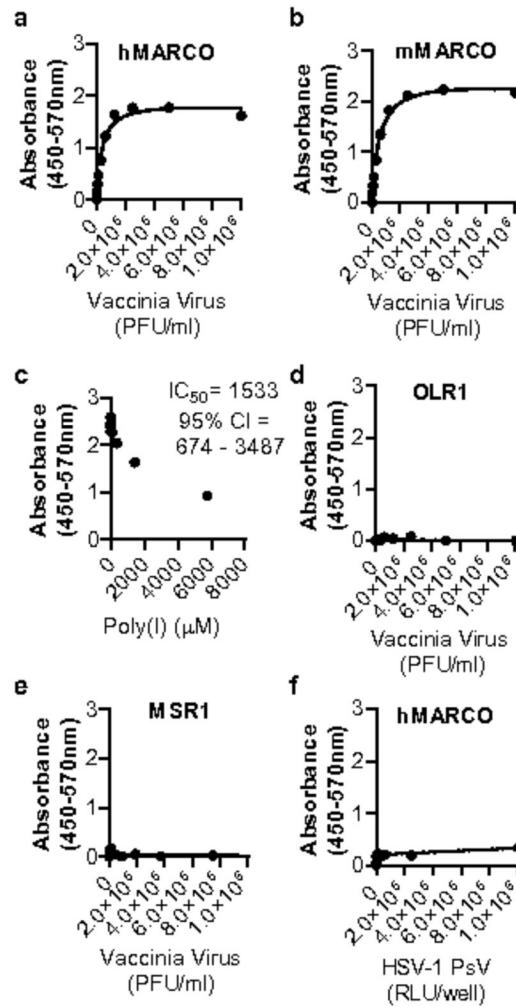 a
hMARCO
Absorbance
(450-570nm)
3
2
1
0
0
2.0×10⁶
4.0×10⁶
6.0×10⁶
8.0×10⁶
1.0×10⁶
Vaccinia Virus
(PFU/ml)
b
mMARCO
Absorbance
(450-570nm)
3
2
1
0
0
2.0×10⁶
4.0×10⁶
6.0×10⁶
8.0×10⁶
1.0×10⁶
Vaccinia Virus
(PFU/ml)
c
IC₅₀= 1533
95% CI =
674 - 3487
Absorbance
(450-570nm)
3
2
1
0
0
2000
4000
6000
8000
Poly(I) (μM)
d
OLR1
Absorbance
(450-570nm)
3
2
1
0
0
2.0×10⁶
4.0×10⁶
6.0×10⁶
8.0×10⁶
1.0×10⁶
Vaccinia Virus
(PFU/ml)
e
MSR1
Absorbance
(450-570nm)
3
2
1
0
0
2.0×10⁶
4.0×10⁶
6.0×10⁶
8.0×10⁶
1.0×10⁶
Vaccinia Virus
(PFU/ml)
f
hMARCO
Absorbance
(450-570nm)
3
2
1
0
0
2.0×10⁶
4.0×10⁶
6.0×10⁶
8.0×10⁶
1.0×10⁶
HSV-1 PsV
(RLU/well)